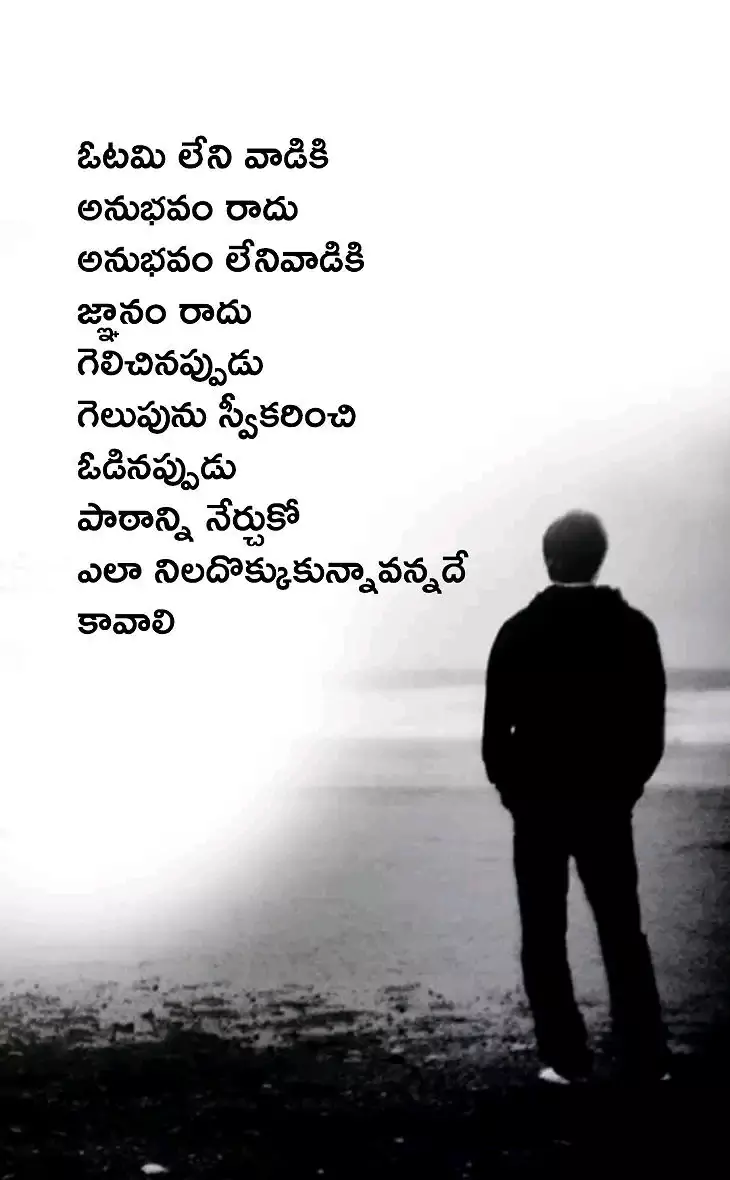 ఓటమి లేని వాడికి
అనుభవం రాదు
అనుభవం లేనివాడికి
జ్ఞానం రాదు
గెలిచినప్పుడు
గెలుపును స్వీకరించి
ఓడినప్పుడు
పాఠాన్ని నేర్చుకో
ఎలా నిలదొక్కుకున్నావన్నదే
కావాలి